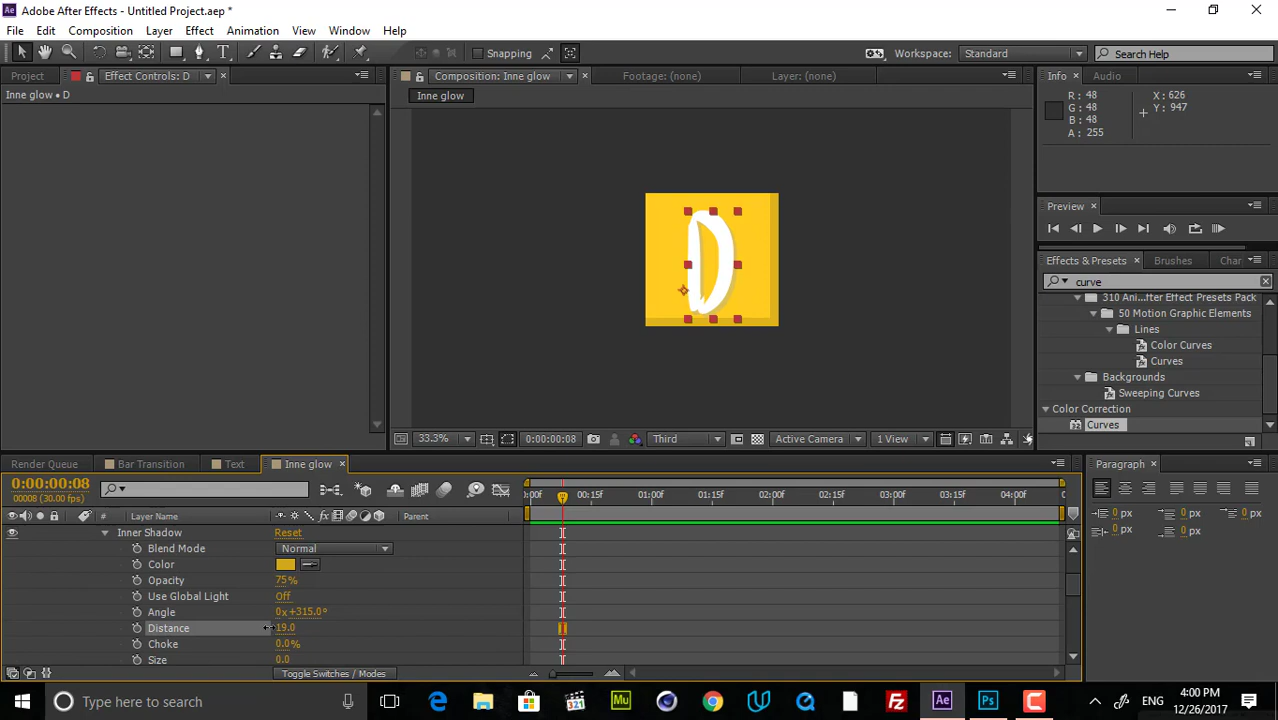 Adobe After Effects - Untitled Project.aep *
File Edit Composition Layer Effect Animation View Window Help
Snapping
Workspace: Standard
Search Help
Project
Effect Controls: D
Composition: Inne glow
Footage: (none)
Layer: (none)
Info
Audio
Inne glow • D
Inne glow
R: 48
G: 48
B: 48
A: 255
X: 626
Y: 947
D
Preview
Effects & Presets
Brushes
Char
curve
310 Ani...fter Effect Presets Pack
50 Motion Graphic Elements
Lines
Color Curves
Curves
Backgrounds
Sweeping Curves
Color Correction
Curves
33.3%
0:00:00:08
Third
Active Camera
1 View
Render Queue
Bar Transition
Text
Inne glow
Paragraph
0:00:00:08
00008 (30.00 fps)
# Layer Name
Parent
:00f 00:15f 01:00f 01:15f 02:00f 02:15f 03:00f 03:15f 04:00f
Inner Shadow Reset
Blend Mode Normal
Color
Opacity 75%
Use Global Light Off
Angle 0x+315.0°
Distance 19.0
Choke 0.0%
Size 0.0
Toggle Switches / Modes
0 px 0 px 0 px
0 px 0 px
Type here to search
321
Mu
Fz
Ae
Ps
ENG
4:00 PM
12/26/2017